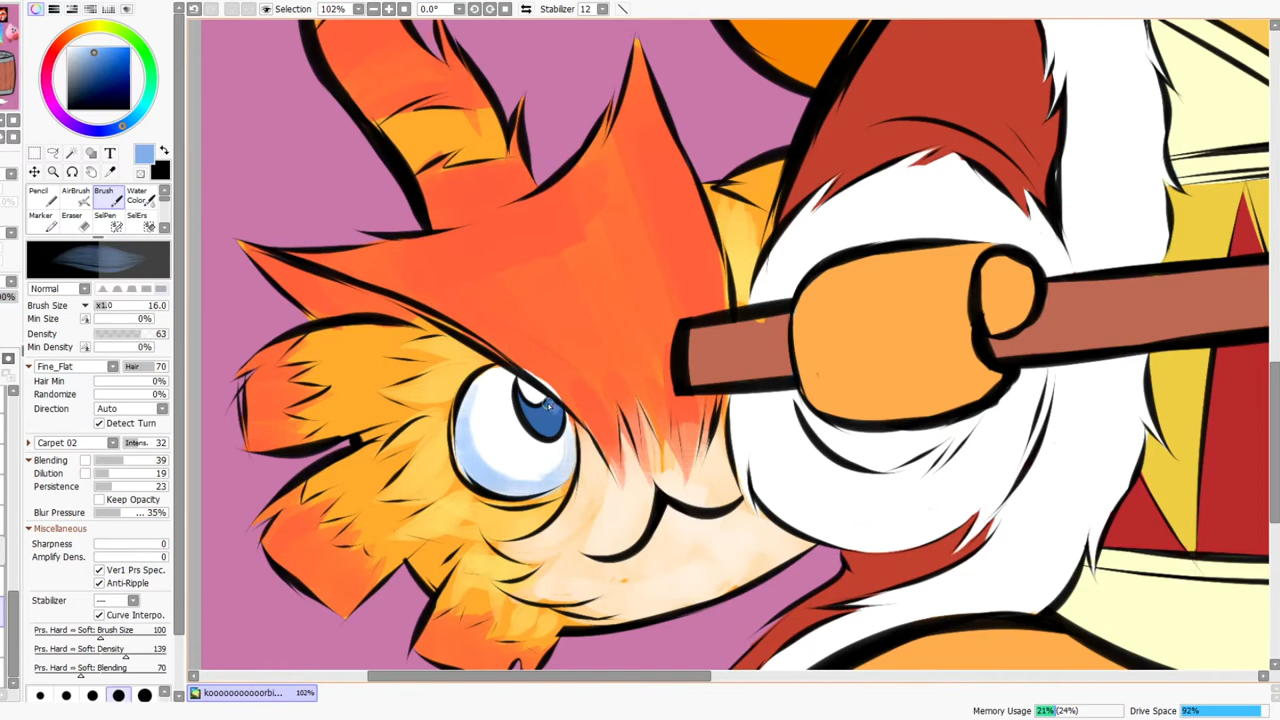 Selection 102% 0.0° Stabilizer 12
T
Pencil AirBrush Brush Water Color
Marker Eraser SelPen SelErs
Normal
Brush Size x1.0 16.0
Min Size 0%
Density 63
Min Density 0%
Fine_Flat Hair 70
Hair Min 0%
Randomize 0%
Direction Auto
Detect Turn
Carpet 02 Intens. 32
Blending 39
Dilution 19
Persistence 23
Keep Opacity
Blur Pressure ... 35%
Miscellaneous
Sharpness 0
Amplify Dens. 0
Ver1 Prs Spec.
Anti-Ripple
Stabilizer ---
Curve Interpo.
Prs. Hard ⇔ Soft: Brush Size 100
Prs. Hard ⇔ Soft: Density 139
Prs. Hard ⇔ Soft: Blending 70
kooooooooooorbi... 102%
Memory Usage 21% (24%) Drive Space 92%